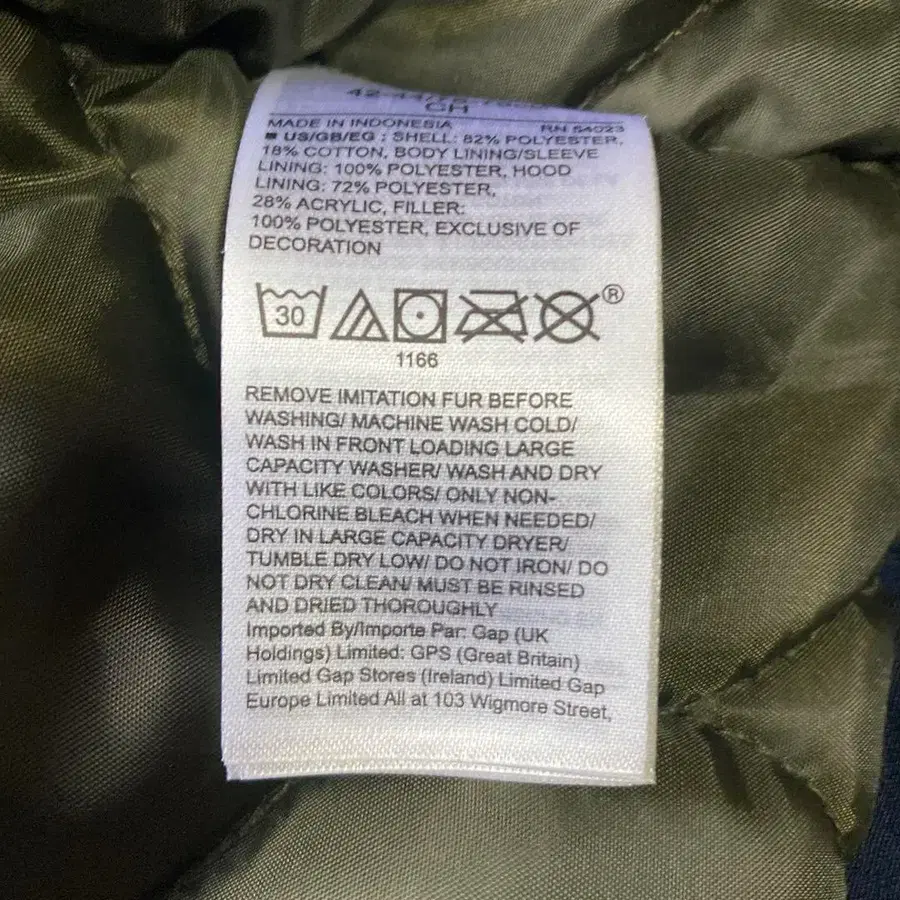 CH
MADE IN INDONESIA RN 54023
■ US/GB/EG : SHELL: 82% POLYESTER,
18% COTTON, BODY LINING/SLEEVE
LINING: 100% POLYESTER, HOOD
LINING: 72% POLYESTER,
28% ACRYLIC, FILLER:
100% POLYESTER, EXCLUSIVE OF
DECORATION
30 ®
1166
REMOVE IMITATION FUR BEFORE
WASHING/ MACHINE WASH COLD/
WASH IN FRONT LOADING LARGE
CAPACITY WASHER/ WASH AND DRY
WITH LIKE COLORS/ ONLY NON-
CHLORINE BLEACH WHEN NEEDED/
DRY IN LARGE CAPACITY DRYER/
TUMBLE DRY LOW/ DO NOT IRON/ DO
NOT DRY CLEAN/ MUST BE RINSED
AND DRIED THOROUGHLY
Imported By/Importe Par: Gap (UK
Holdings) Limited: GPS (Great Britain)
Limited Gap Stores (Ireland) Limited Gap
Europe Limited All at 103 Wigmore Street,